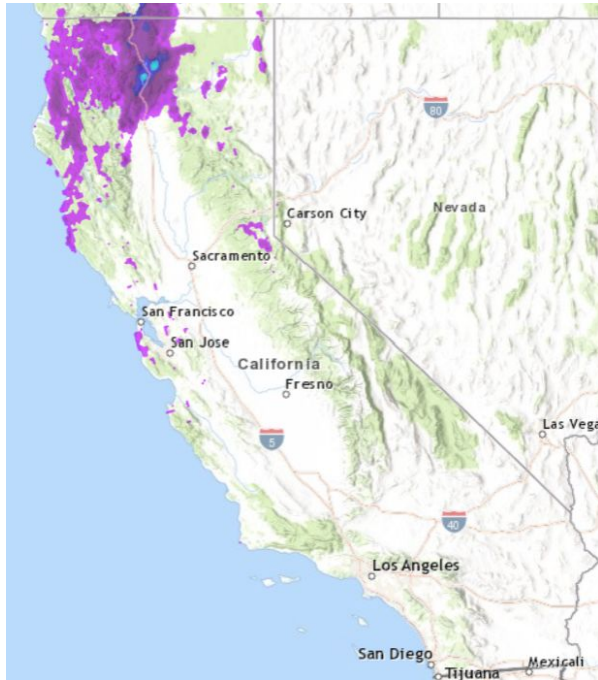 80
Nevada
Carson City
Sacramento
San Francisco
San Jose
California
Fresno
Las Vega
5
40
Los Angeles
San Diego
Mexicali
Tijuana